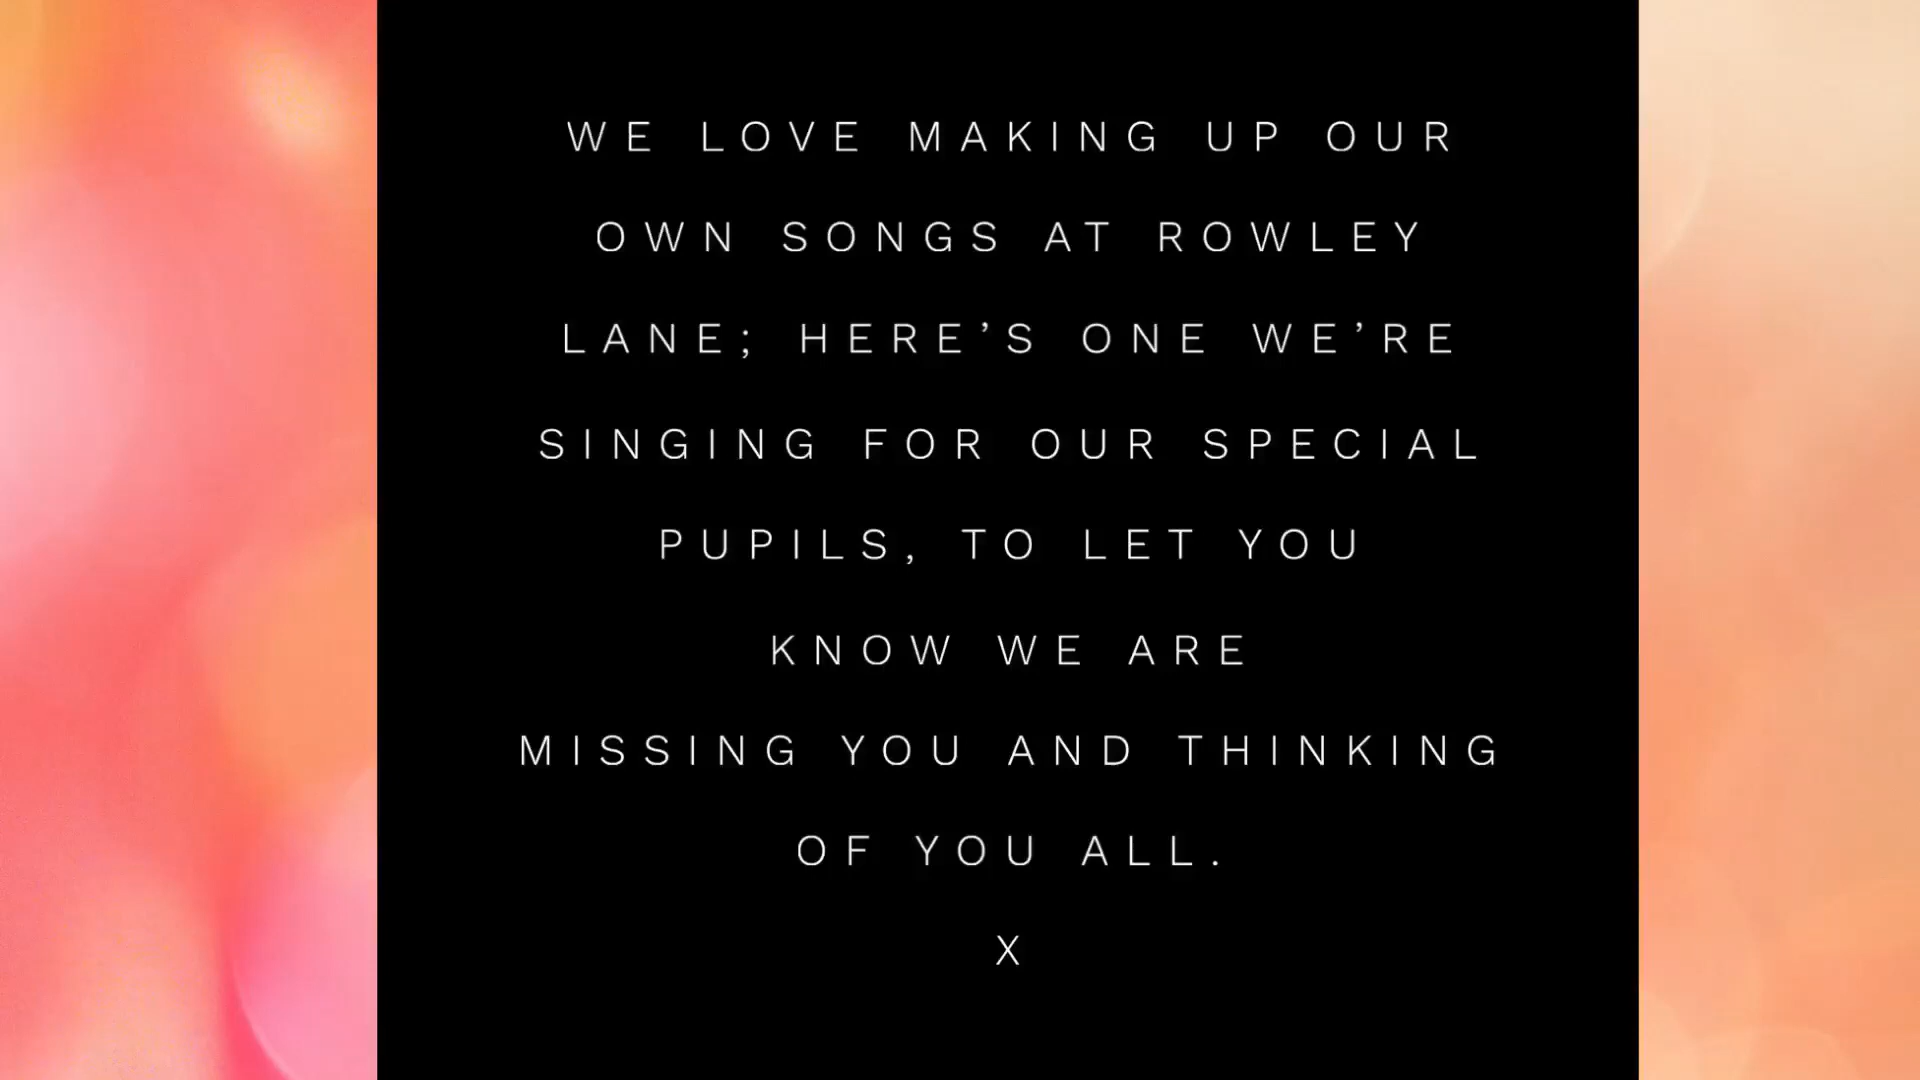 WE LOVE MAKING UP OUR
OWN SONGS AT ROWLEY
LANE; HERE’S ONE WE’RE
SINGING FOR OUR SPECIAL
PUPILS, TO LET YOU
KNOW WE ARE
MISSING YOU AND THINKING
OF YOU ALL.
X